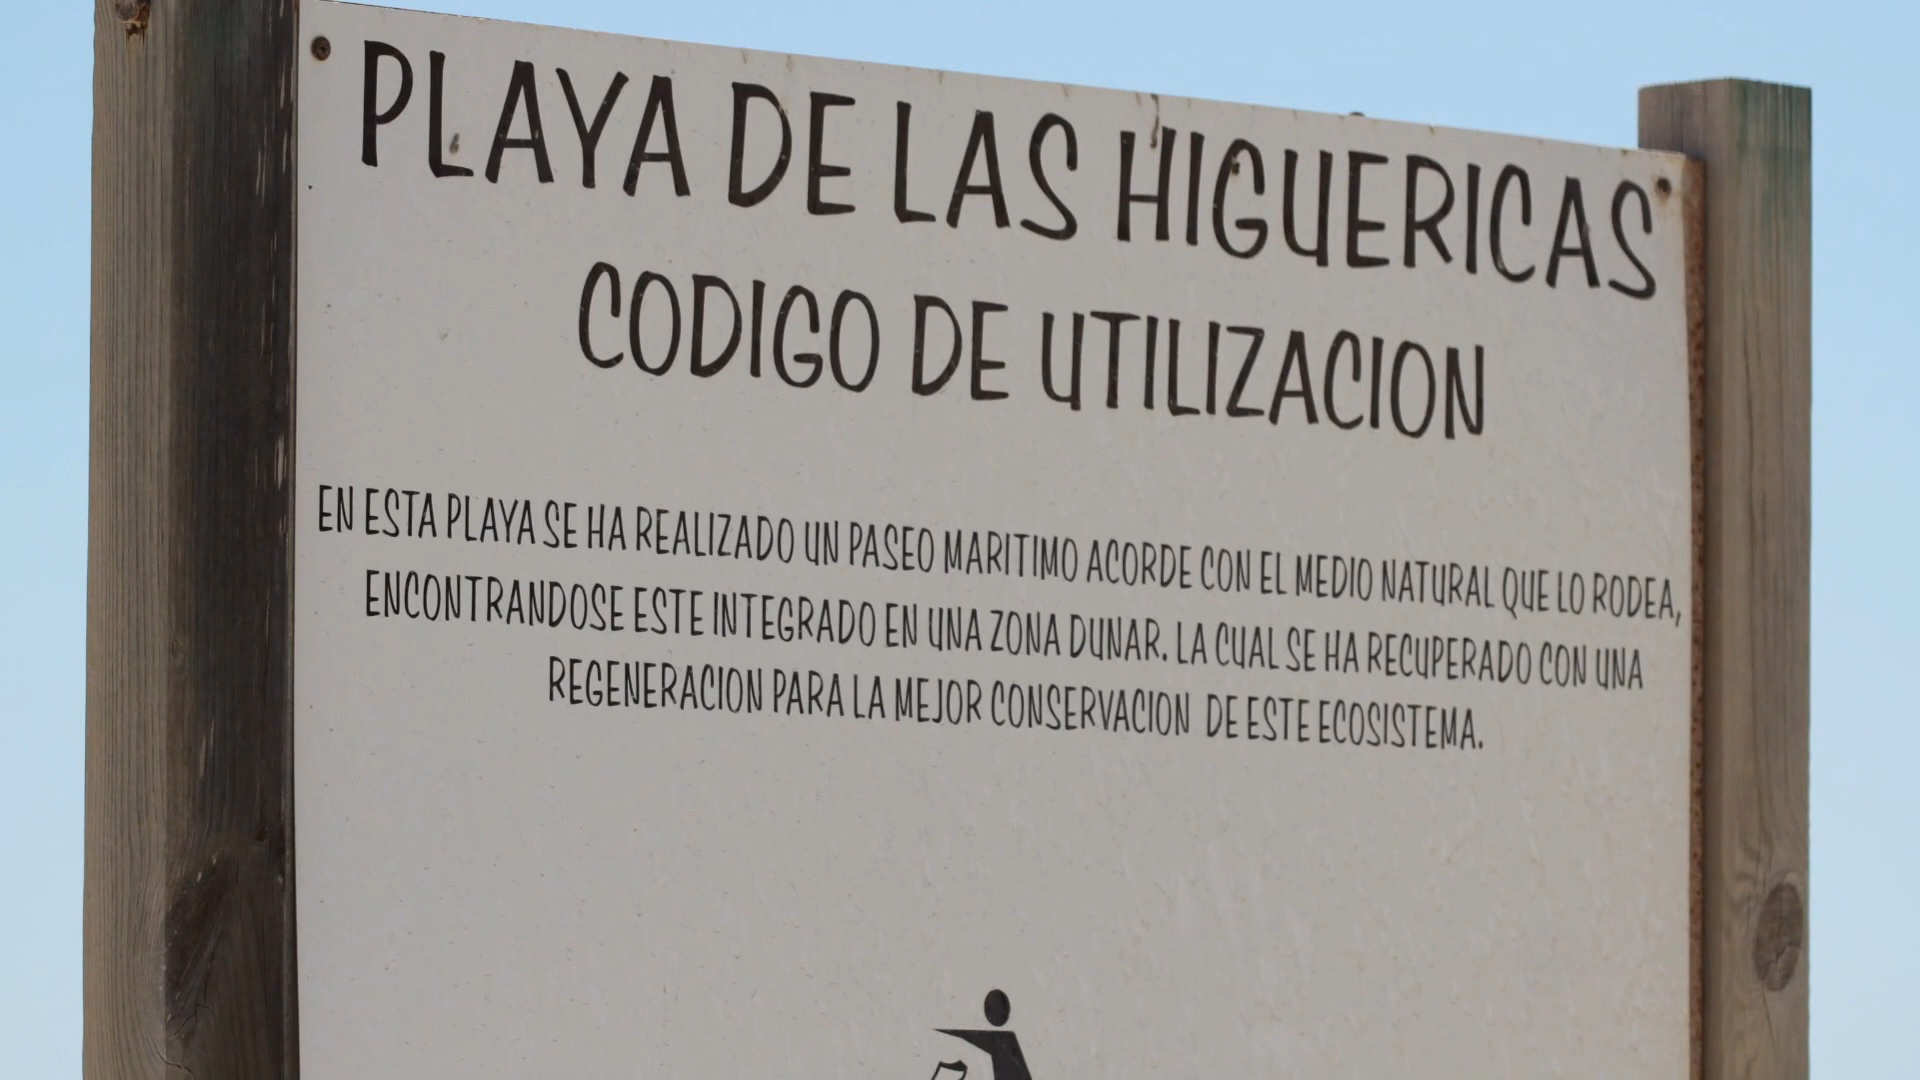 PLAYA DE LAS HIGUERICAS
CODIGO DE UTILIZACION
EN ESTA PLAYA SE HA REALIZADO UN PASEO MARITIMO ACORDE CON EL MEDIO NATURAL QUE LO RODEA,
ENCONTRANDOSE ESTE INTEGRADO EN UNA ZONA DUNAR. LA CUAL SE HA RECUPERADO CON UNA
REGENERACION PARA LA MEJOR CONSERVACION DE ESTE ECOSISTEMA.